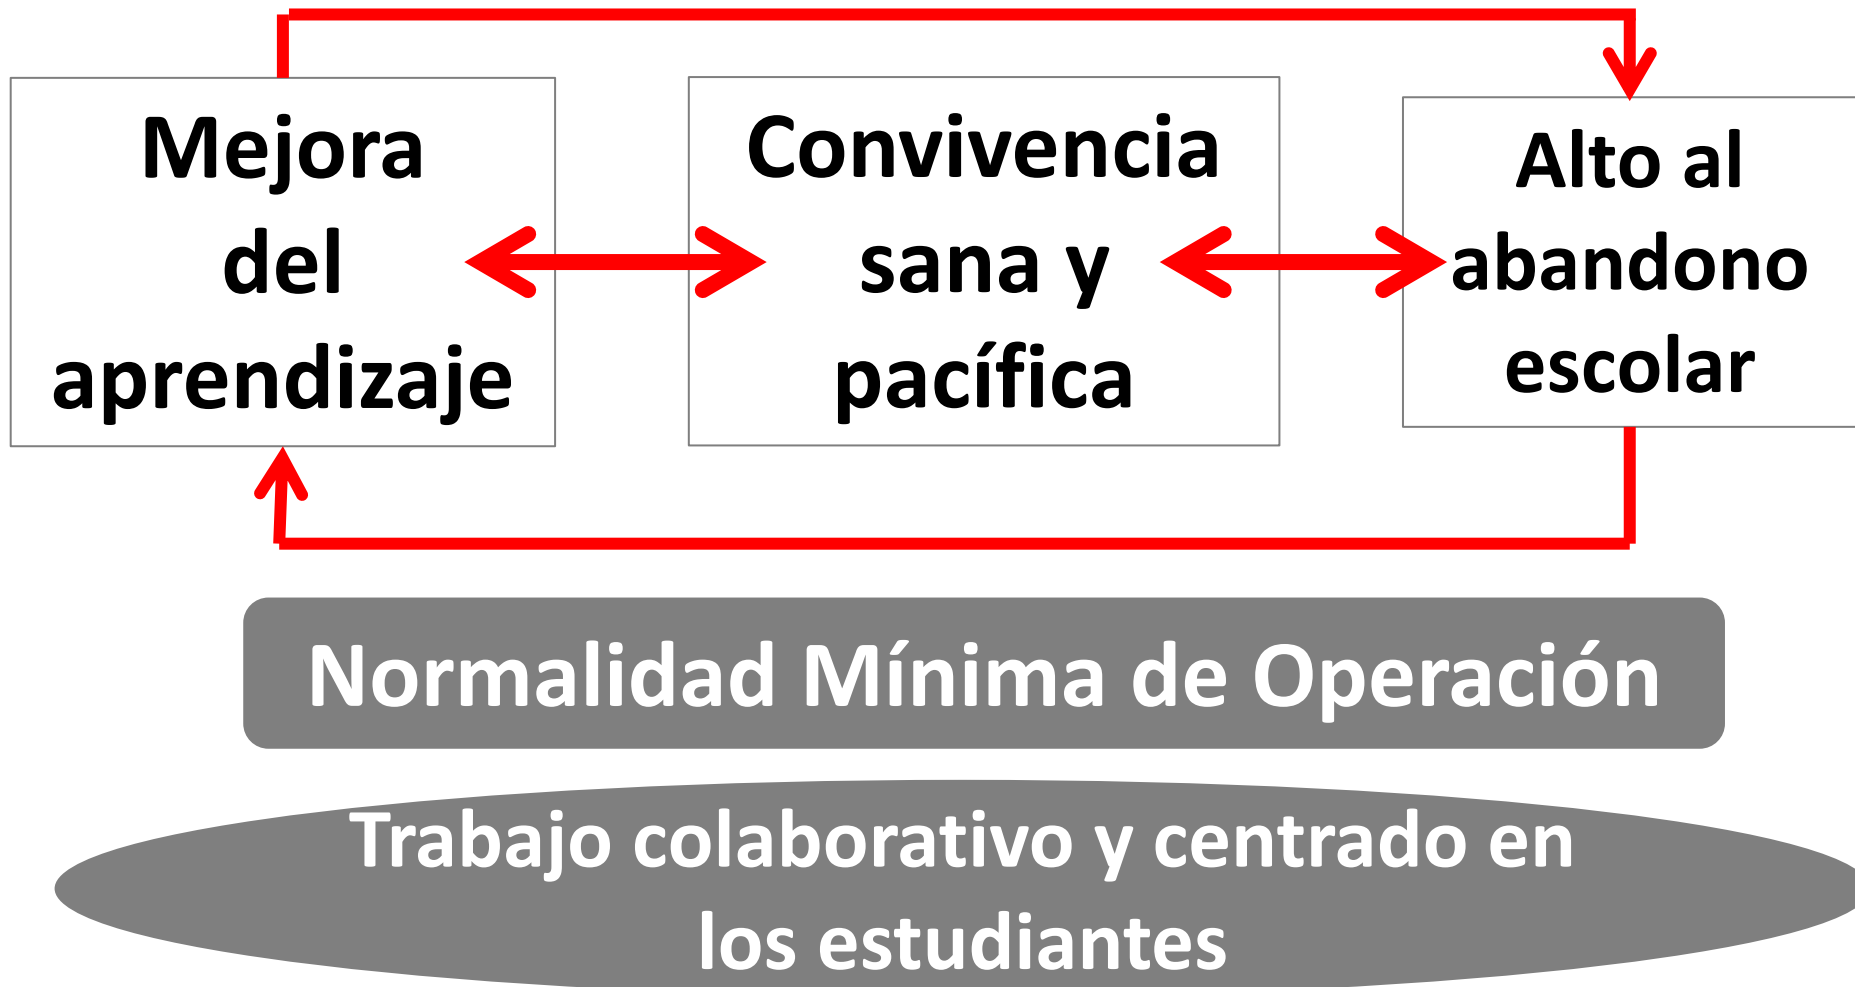 Mejora
del
aprendizaje
Convivencia
sana y
pacífica
Alto al
abandono
escolar
Normalidad Mínima de Operación
Trabajo colaborativo y centrado en
los estudiantes